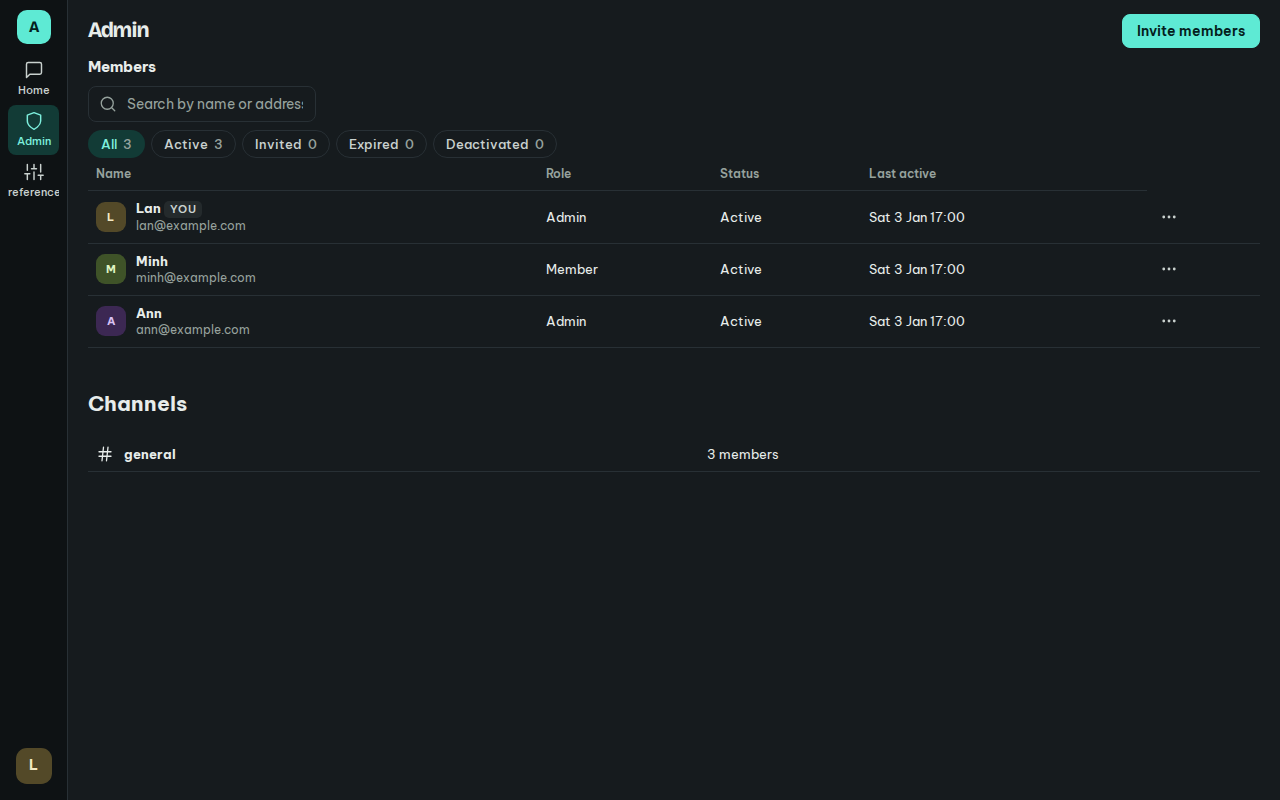 A
Home
Admin
reference
L
Admin
Invite members
Members
Search by name or addres
All 3
Active 3
Invited 0
Expired 0
Deactivated 0
Name Role Status Last active
L Lan YOU Admin Active Sat 3 Jan 17:00
lan@example.com
M Minh Member Active Sat 3 Jan 17:00
minh@example.com
A Ann Admin Active Sat 3 Jan 17:00
ann@example.com
Channels
# general 3 members